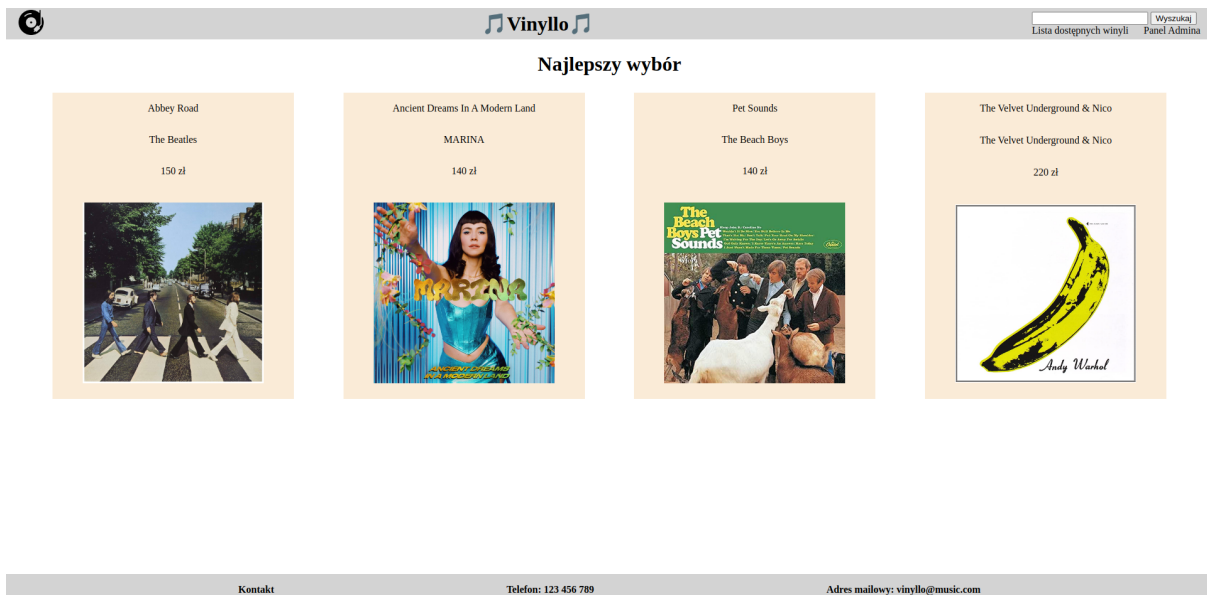 🎵Vinyllo🎵
Wyszukaj
Lista dostępnych winyli Panel Admina
Najlepszy wybór
Abbey Road
The Beatles
150 zł
Ancient Dreams In A Modern Land
MARINA
140 zł
MARINA
ANCIENT DREAMS
IN A MODERN LAND
Pet Sounds
The Beach Boys
140 zł
The
Beach
Boys Pet
Sounds
The Velvet Underground & Nico
The Velvet Underground & Nico
220 zł
Andy Warhol
Kontakt
Telefon: 123 456 789
Adres mailowy: vinyllo@music.com